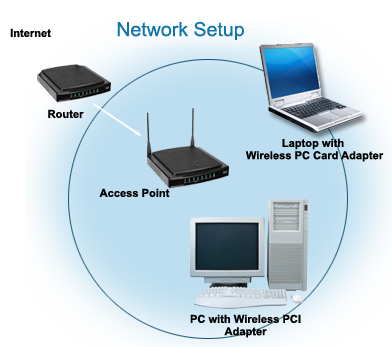 Internet
Network Setup
Router
Laptop with
Wireless PC Card Adapter
Access Point
PC with Wireless PCI
Adapter